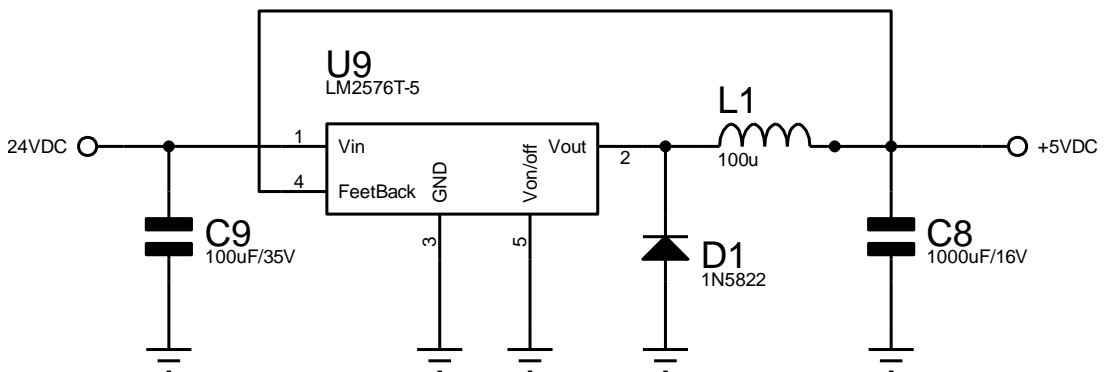 U9
LM2576T-5
L1
24VDC
1
Vin
Vout
2
100u
+5VDC
4
FeetBack
GND
Von/off
C9
100uF/35V
3
5
D1
1N5822
C8
1000uF/16V